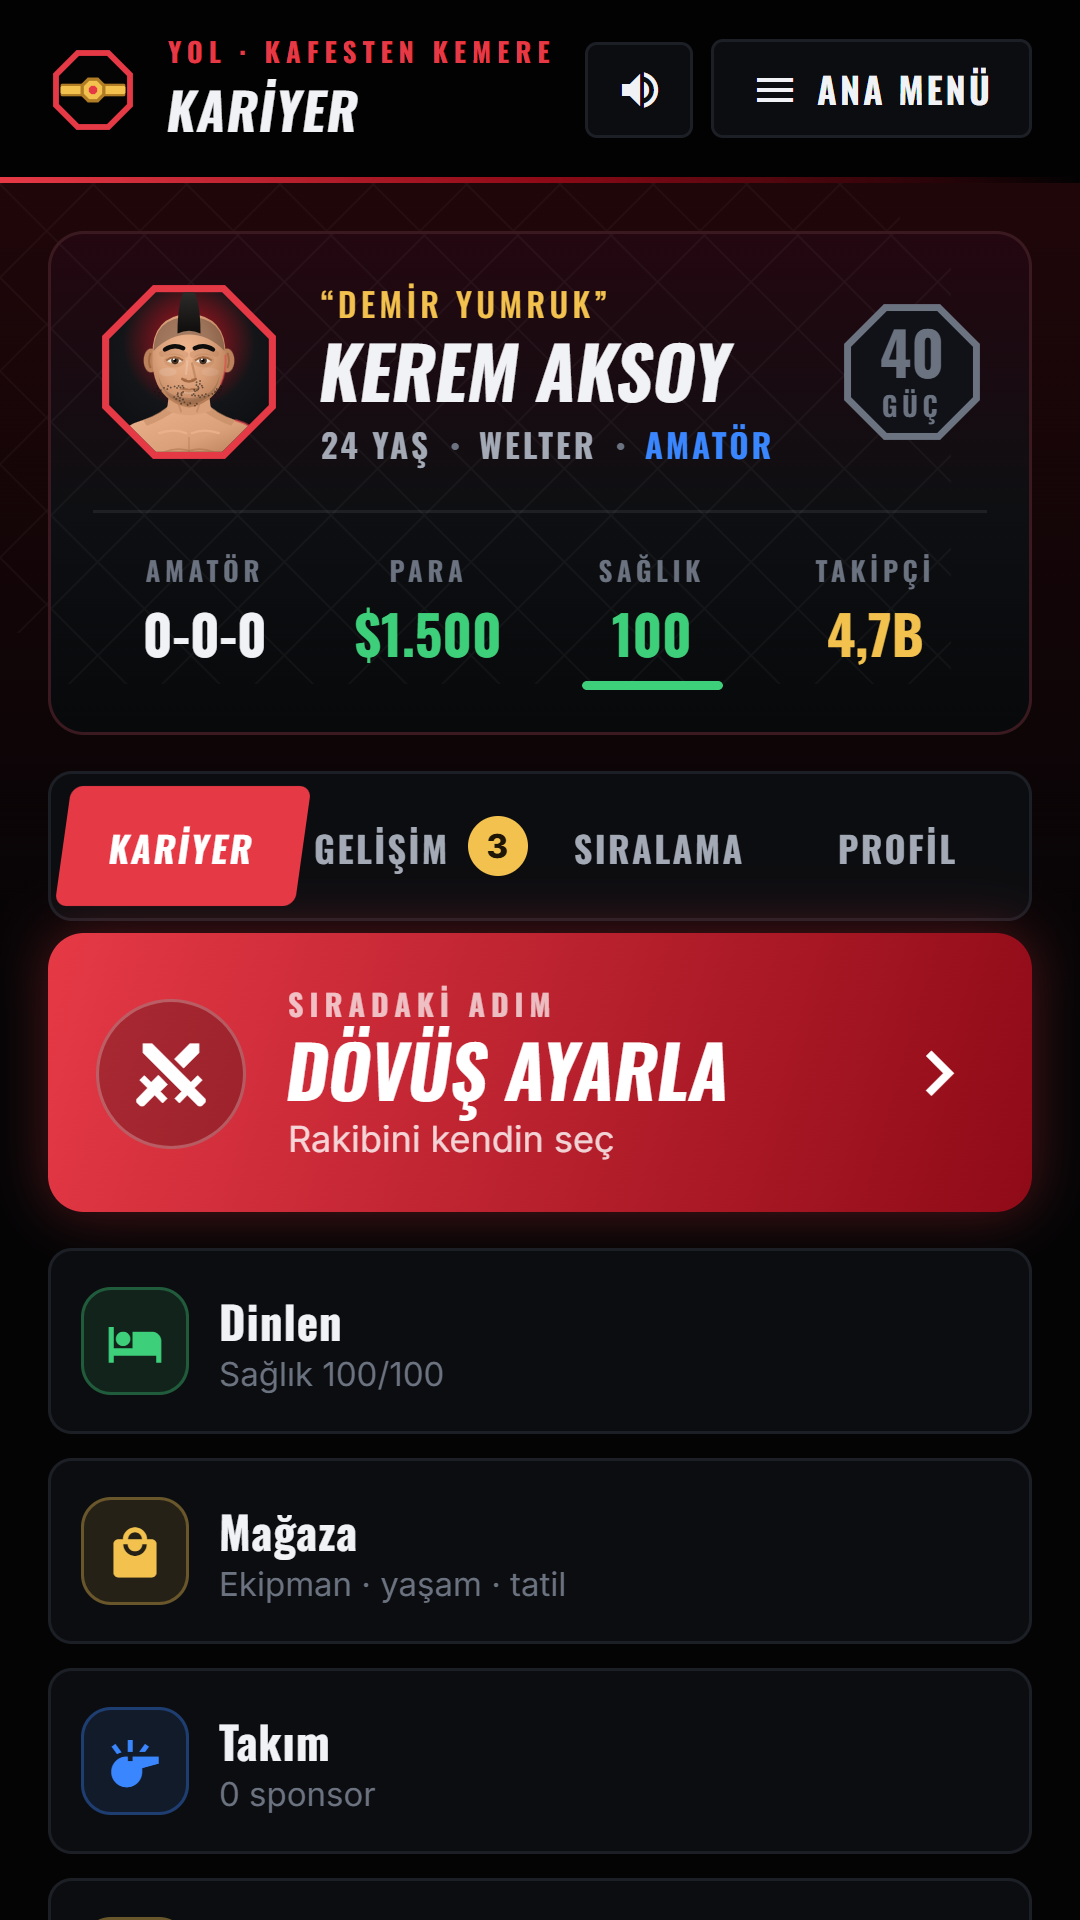 YOL · KAFESTEN KEMERE
KARİYER
ANA MENÜ
“DEMİR YUMRUK”
KEREM AKSOY
24 YAŞ • WELTER • AMATÖR
40
GÜÇ
AMATÖR PARA SAĞLIK TAKİPÇİ
0-0-0 $1.500 100 4,7B
KARİYER GELİŞİM 3 SIRALAMA PROFİL
SIRADAKİ ADIM
DÖVÜŞ AYARLA
Rakibini kendin seç
Dinlen
Sağlık 100/100
Mağaza
Ekipman · yaşam · tatil
Takım
0 sponsor